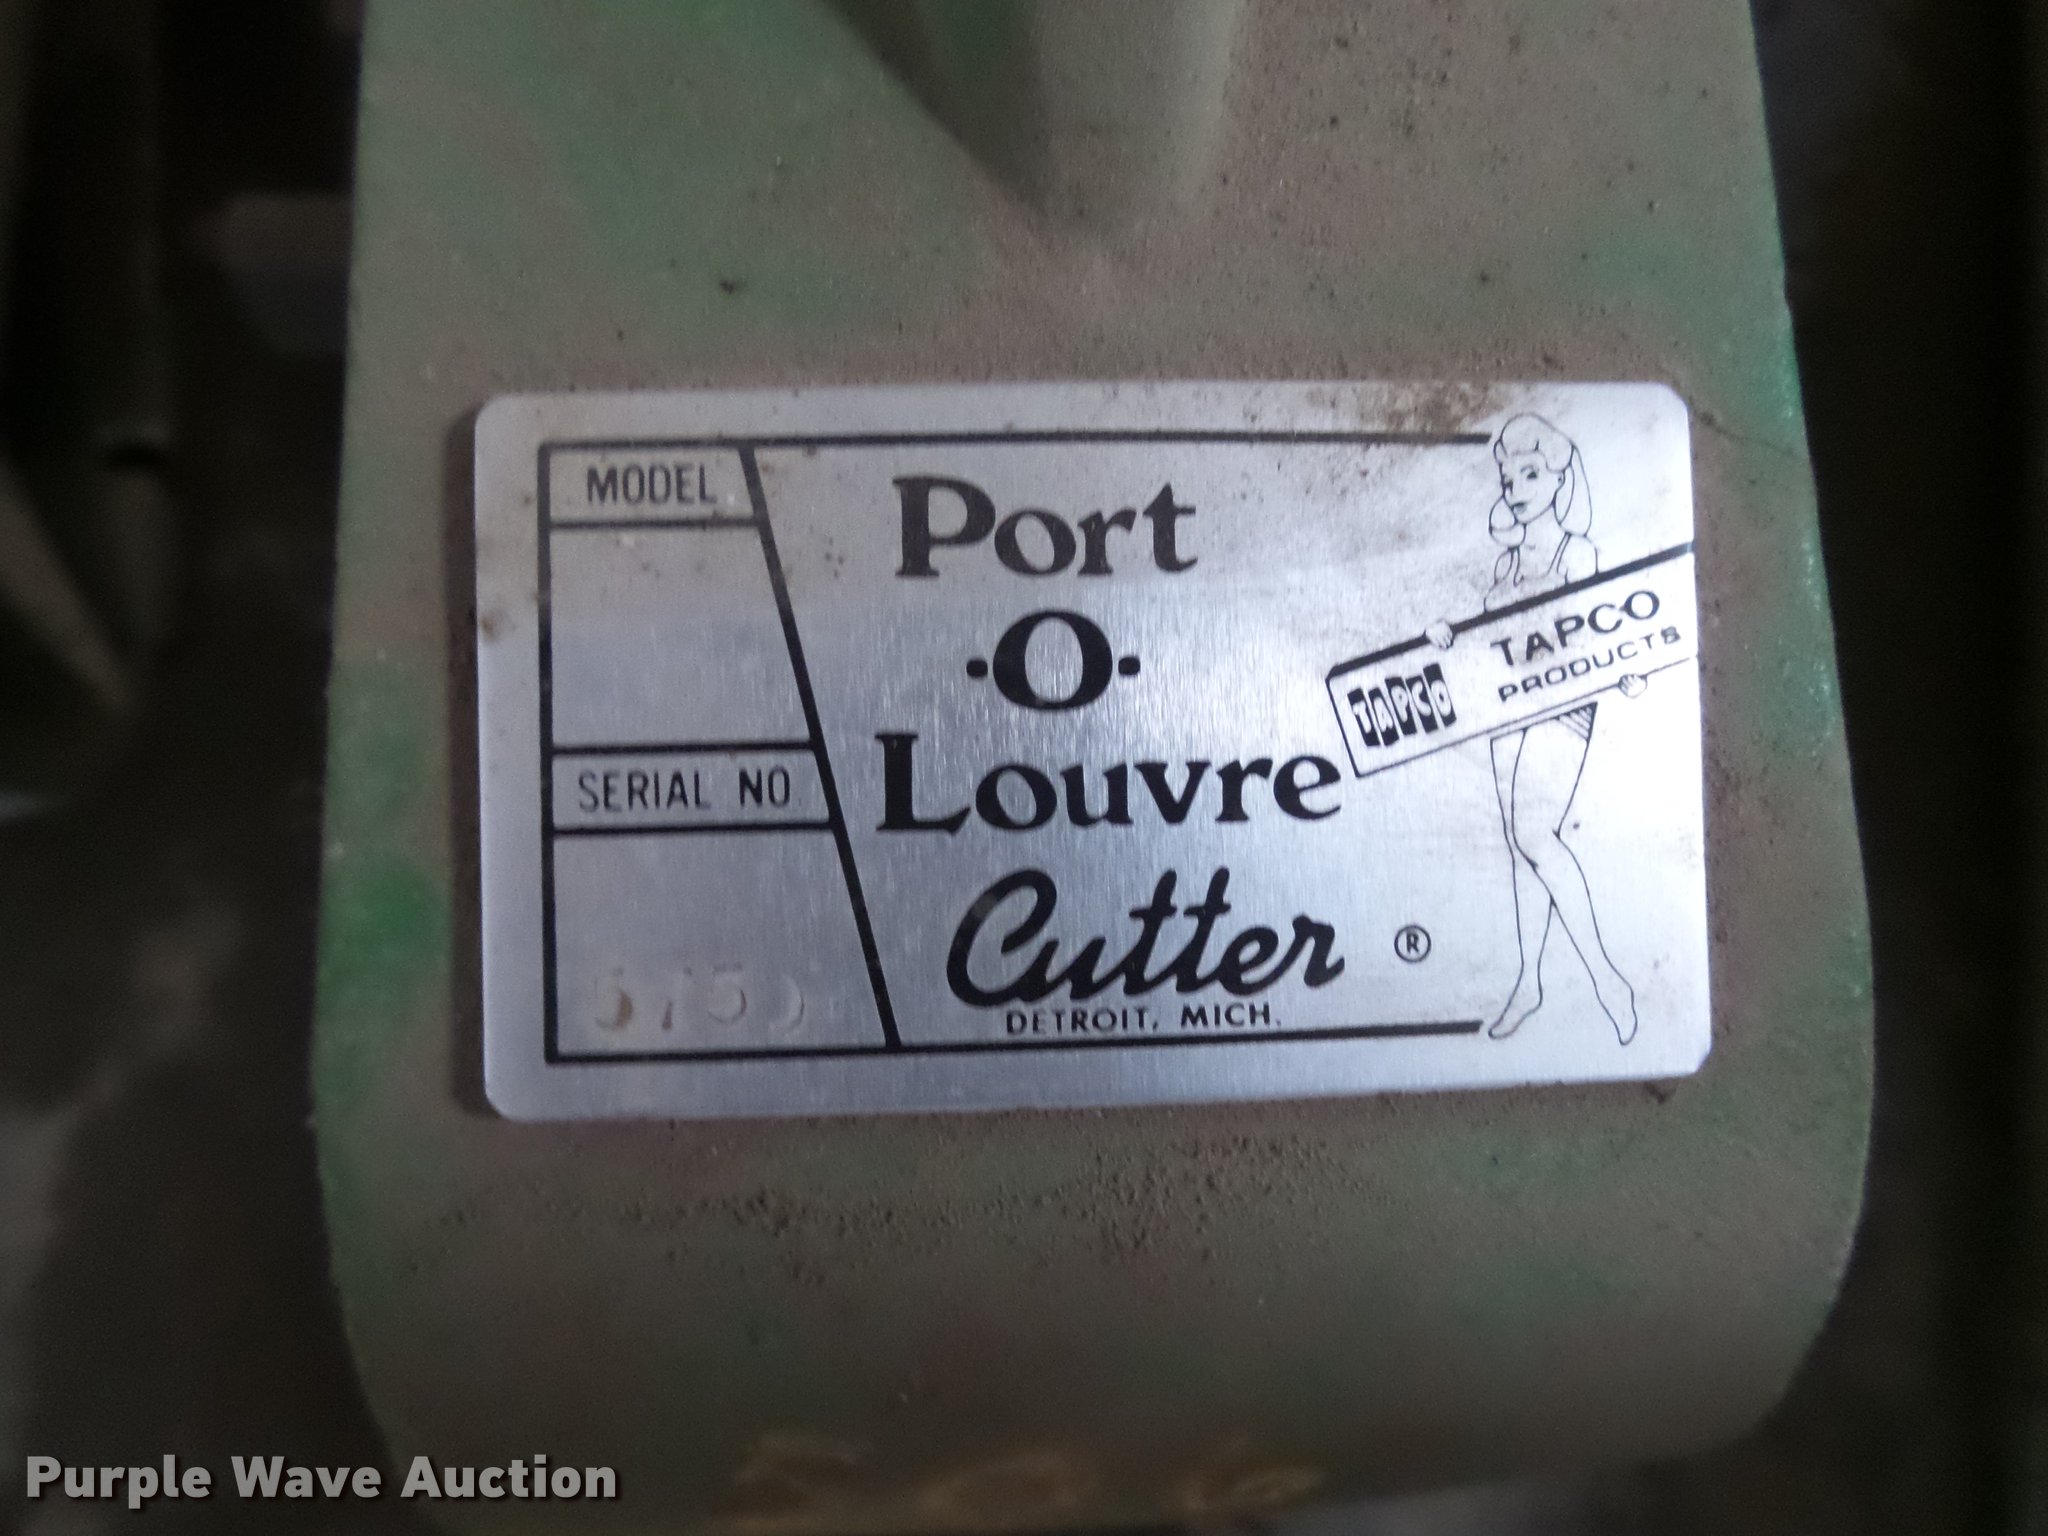 MODEL
SERIAL NO.
Port
·O·
Louvre
Cutter ®
DETROIT, MICH.
TAPCO
TAPCO
PRODUCTS
Purple Wave Auction